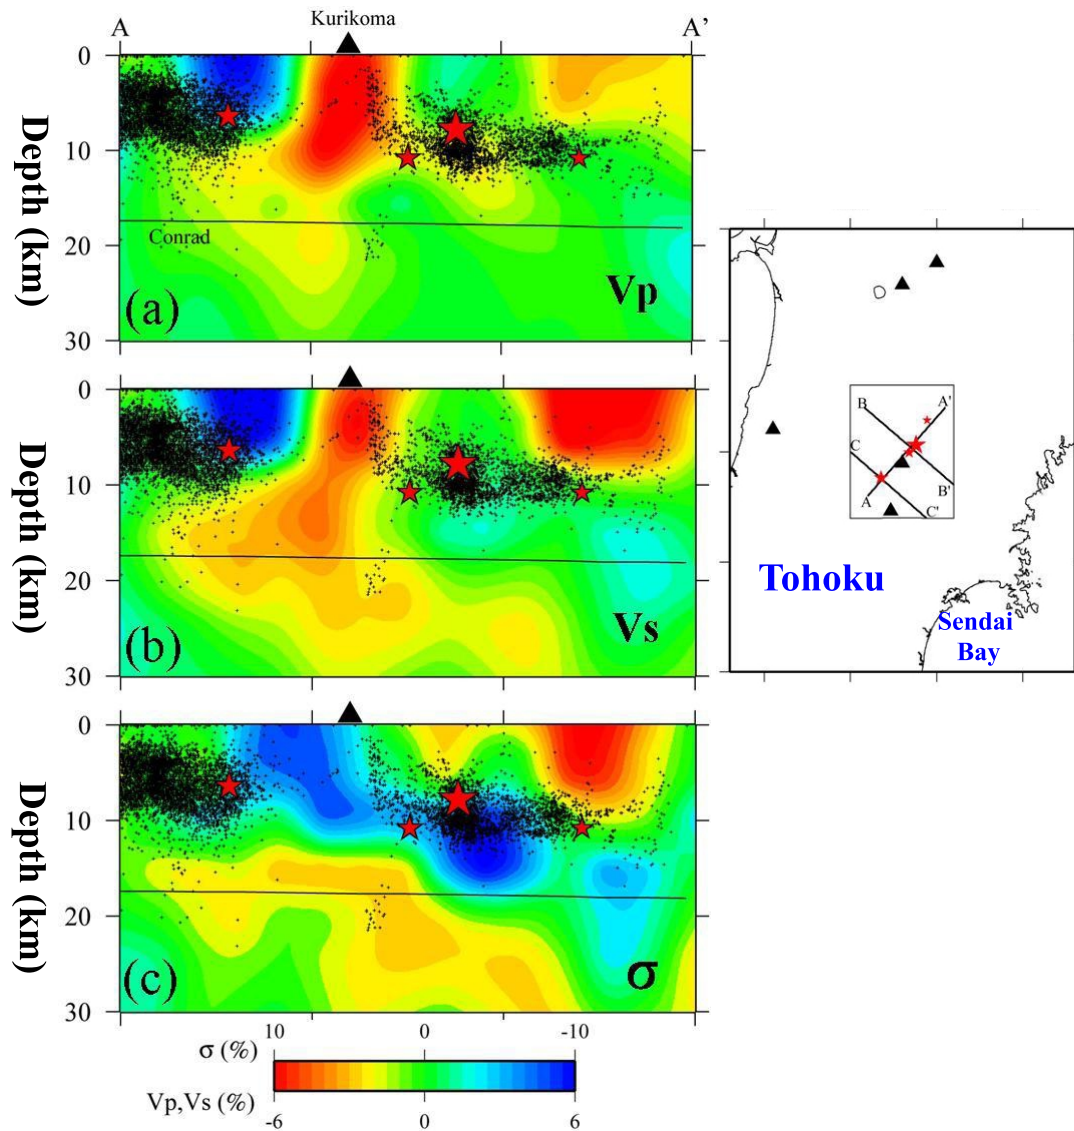 A
Kurikoma
A’
0
10
20
30
Depth (km)
Conrad
(a)
Vp
0
10
20
30
Depth (km)
(b)
Vs
0
10
20
30
Depth (km)
(c)
σ
10
0
-10
σ (%)
Vp,Vs (%)
-6
0
6
B
A'
C
A
B'
C'
Tohoku
Sendai
Bay